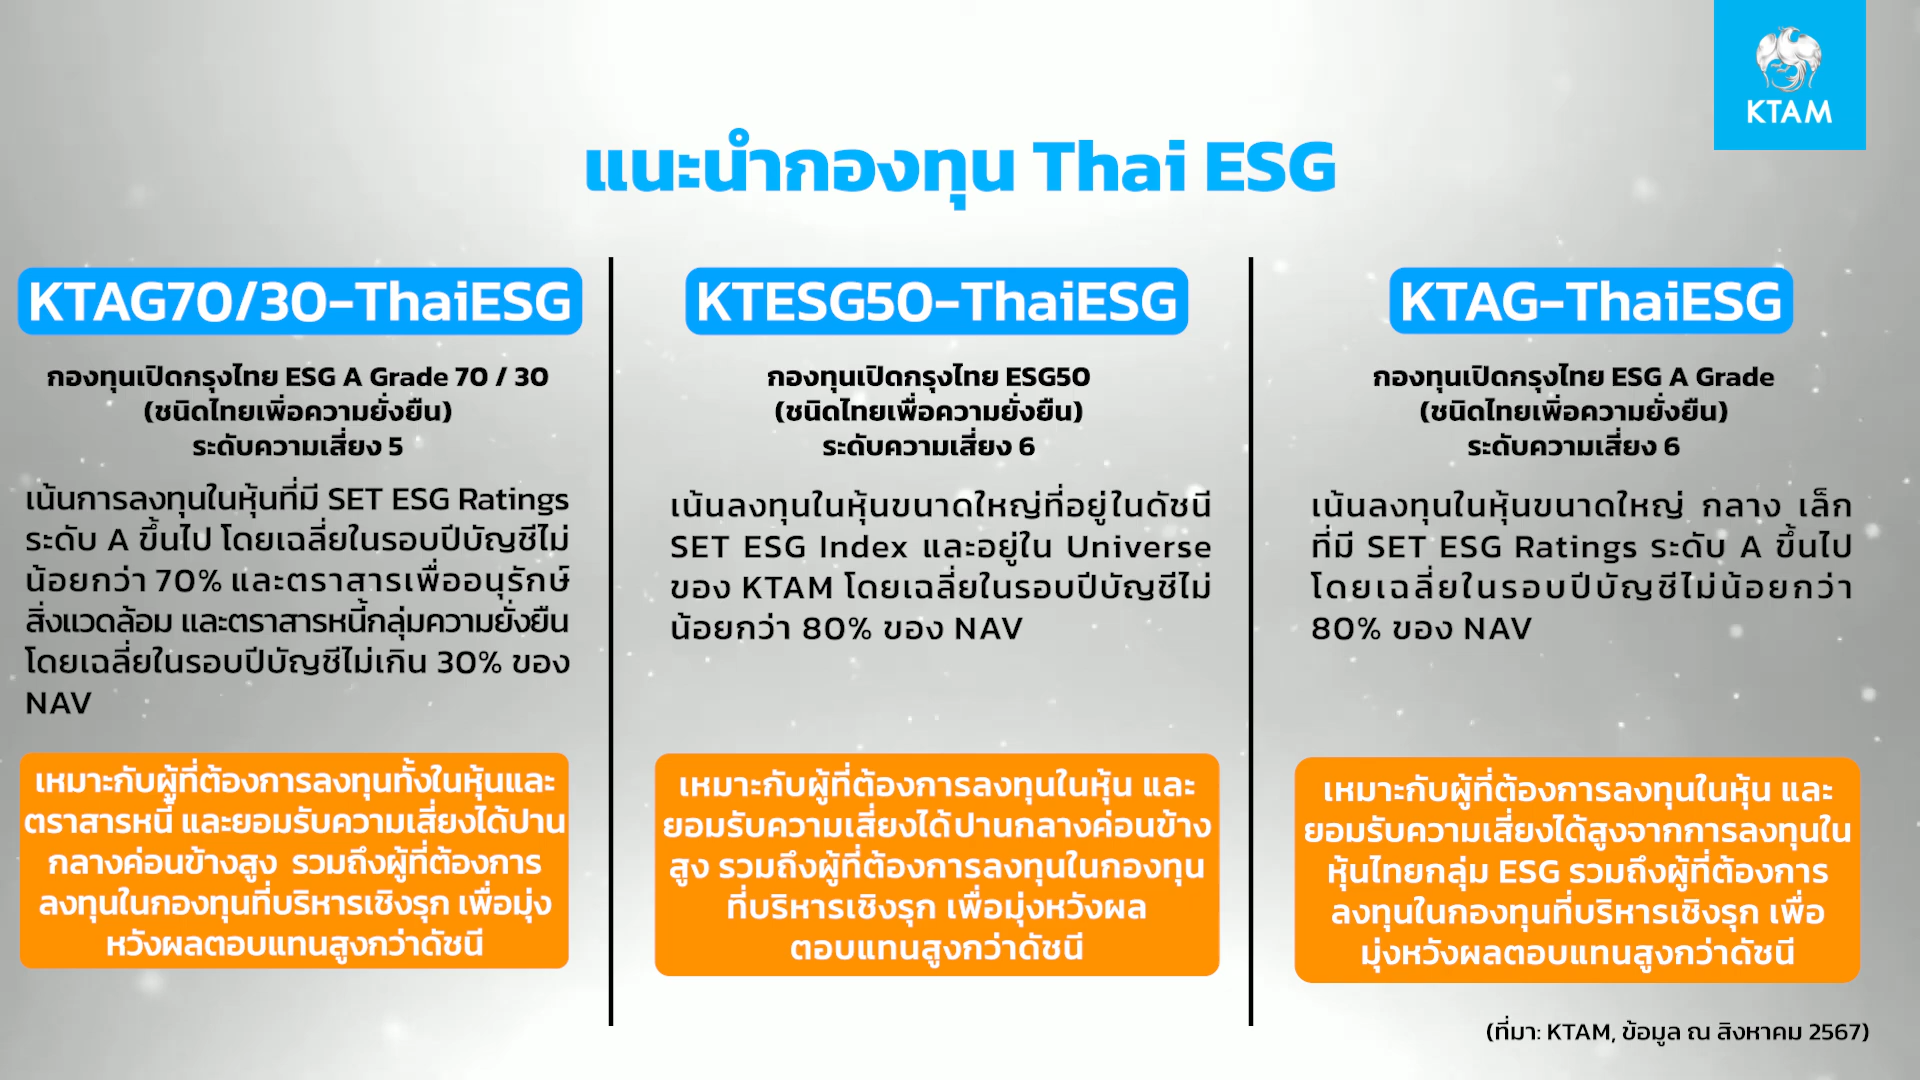 KTAM
แนะนำกองทุน Thai ESG
KTAG70/30-ThaiESG
กองทุนเปิดกรุงไทย ESG A Grade 70 / 30
(ชนิดไทยเพื่อความยั่งยืน)
ระดับความเสี่ยง 5
เน้นการลงทุนในหุ้นที่มี SET ESG Ratings
ระดับ A ขึ้นไป โดยเฉลี่ยในรอบปีบัญชีไม่
น้อยกว่า 70% และตราสารเพื่ออนุรักษ์
สิ่งแวดล้อม และตราสารหนี้กลุ่มความยั่งยืน
โดยเฉลี่ยในรอบปีบัญชีไม่เกิน 30% ของ
NAV
เหมาะกับผู้ที่ต้องการลงทุนทั้งในหุ้นและ
ตราสารหนี้ และยอมรับความเสี่ยงได้ปาน
กลางค่อนข้างสูง รวมถึงผู้ที่ต้องการ
ลงทุนในกองทุนที่บริหารเชิงรุก เพื่อมุ่ง
หวังผลตอบแทนสูงกว่าดัชนี
KTESG50-ThaiESG
กองทุนเปิดกรุงไทย ESG50
(ชนิดไทยเพื่อความยั่งยืน)
ระดับความเสี่ยง 6
เน้นลงทุนในหุ้นขนาดใหญ่ที่อยู่ในดัชนี
SET ESG Index และอยู่ใน Universe
ของ KTAM โดยเฉลี่ยในรอบปีบัญชีไม่
น้อยกว่า 80% ของ NAV
เหมาะกับผู้ที่ต้องการลงทุนในหุ้น และ
ยอมรับความเสี่ยงได้ปานกลางค่อนข้าง
สูง รวมถึงผู้ที่ต้องการลงทุนในกองทุน
ที่บริหารเชิงรุก เพื่อมุ่งหวังผล
ตอบแทนสูงกว่าดัชนี
KTAG-ThaiESG
กองทุนเปิดกรุงไทย ESG A Grade
(ชนิดไทยเพื่อความยั่งยืน)
ระดับความเสี่ยง 6
เน้นลงทุนในหุ้นขนาดใหญ่ กลาง เล็ก
ที่มี SET ESG Ratings ระดับ A ขึ้นไป
โดยเฉลี่ยในรอบปีบัญชีไม่น้อยกว่า
80% ของ NAV
เหมาะกับผู้ที่ต้องการลงทุนในหุ้น และ
ยอมรับความเสี่ยงได้สูงจากการลงทุนใน
หุ้นไทยกลุ่ม ESG รวมถึงผู้ที่ต้องการ
ลงทุนในกองทุนที่บริหารเชิงรุก เพื่อ
มุ่งหวังผลตอบแทนสูงกว่าดัชนี
(ที่มา: KTAM, ข้อมูล ณ สิงหาคม 2567)